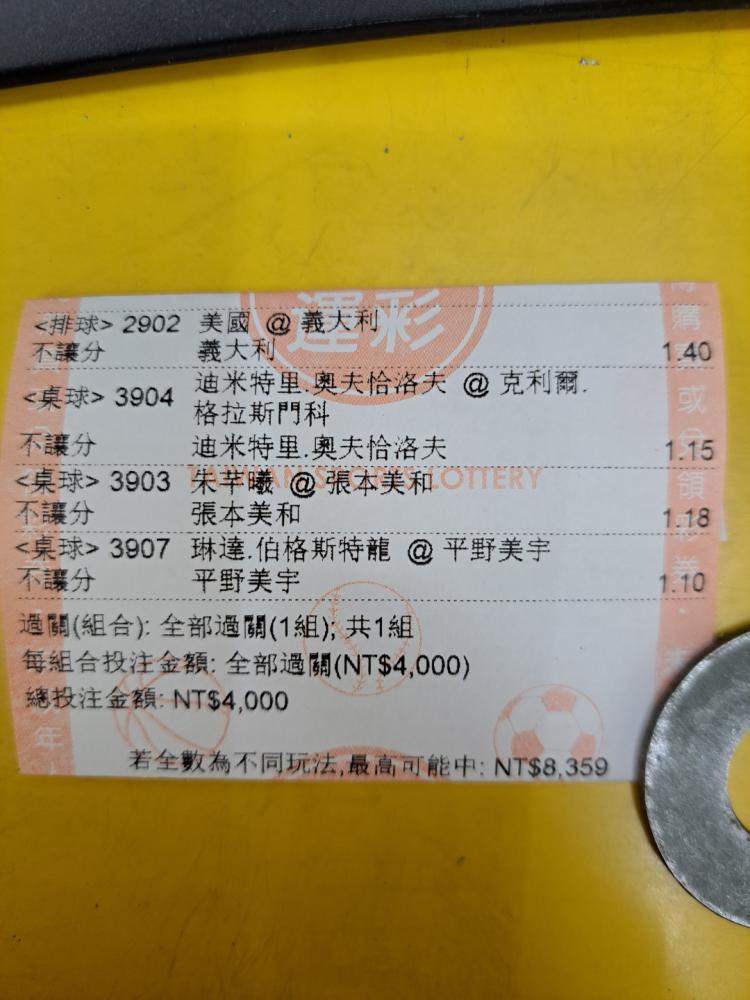 運彩
<排球> 2902 美國 @ 義大利
不讓分 義大利 1.40
<桌球> 3904 迪米特里.奧夫恰洛夫 @ 克利爾.
格拉斯門科
不讓分 迪米特里.奧夫恰洛夫 1.15
TAIWAN SPORTS LOTTERY
<桌球> 3903 朱芊曦 @ 張本美和
不讓分 張本美和 1.18
<桌球> 3907 琳達.伯格斯特龍 @ 平野美宇
不讓分 平野美宇 1.10
過關(組合): 全部過關(1組); 共1組
每組合投注金額: 全部過關(NT$4,000)
總投注金額: NT$4,000
若全數為不同玩法,最高可能中: NT$8,359